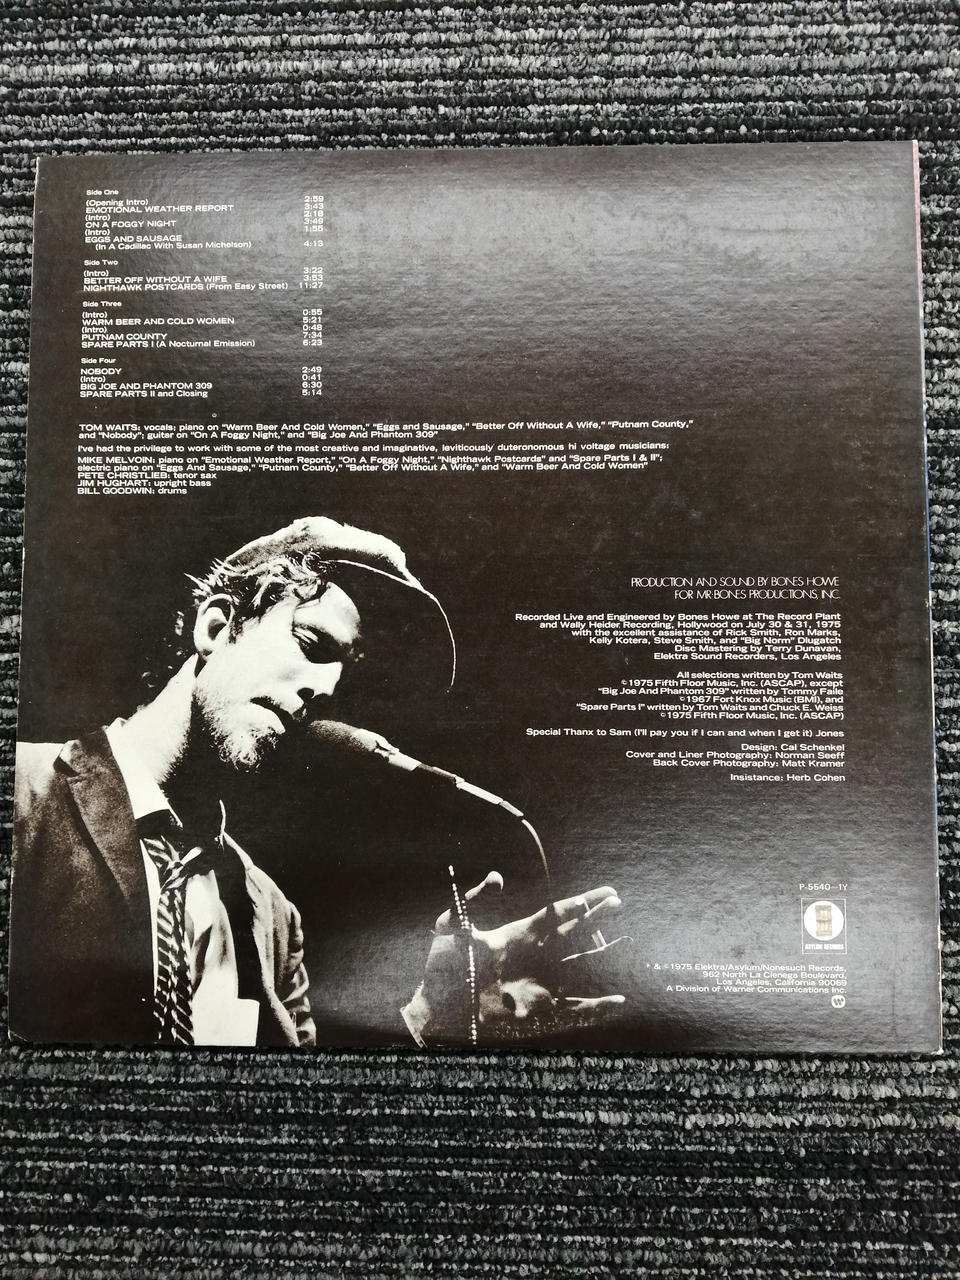 Side One
(Opening Intro) 2:59
EMOTIONAL WEATHER REPORT 3:43
(Intro) 2:18
ON A FOGGY NIGHT 3:49
(Intro) 1:55
EGGS AND SAUSAGE
(In A Cadillac With Susan Michelson) 4:13
Side Two
(Intro) 3:22
BETTER OFF WITHOUT A WIFE 3:53
NIGHTHAWK POSTCARDS (From Easy Street) 11:27
Side Three
(Intro) 0:55
WARM BEER AND COLD WOMEN 5:21
(Intro) 0:48
PUTNAM COUNTY 7:34
SPARE PARTS I (A Nocturnal Emission) 6:23
Side Four
NOBODY 2:49
(Intro) 0:41
BIG JOE AND PHANTOM 309 6:30
SPARE PARTS II and Closing 5:14
TOM WAITS: vocals; piano on "Warm Beer And Cold Women," "Eggs and Sausage," "Better Off Without A Wife," "Putnam County,"
and "Nobody"; guitar on "On A Foggy Night," and "Big Joe And Phantom 309"
I've had the privilege to work with some of the most creative and imaginative, leviticiously duteronomous hi voltage musicians:
MIKE MELVOIN: piano on "Emotional Weather Report," "On A Foggy Night," "Nighthawk Postcards" and "Spare Parts I & II";
electric piano on "Eggs And Sausage," "Putnam County," "Better Off Without A Wife," and "Warm Beer And Cold Women"
PETE CHRISTLIEB: tenor sax
JIM HUGHART: upright bass
BILL GOODWIN: drums
PRODUCTION AND SOUND BY BONES HOWE
FOR MR. BONES PRODUCTIONS, INC.
Recorded Live and Engineered by Bones Howe at The Record Plant
and Wally Heider Recording, Hollywood on July 30 & 31, 1975
with the excellent assistance of Rick Smith, Ron Marks,
Kelly Kotera, Steve Smith, and "Big Norm" Dlugatch
Disc Mastering by Terry Dunavan,
Elektra Sound Recorders, Los Angeles
All selections written by Tom Waits
©1975 Fifth Floor Music, Inc. (ASCAP), except
"Big Joe And Phantom 309" written by Tommy Faile
©1967 Fort Knox Music (BMI), and
"Spare Parts I" written by Tom Waits and Chuck E. Weiss
©1975 Fifth Floor Music, Inc. (ASCAP)
Special Thanx to Sam (I'll pay you if I can and when I get it) Jones
Design: Cal Schenkel
Cover and Liner Photography: Norman Seeff
Back Cover Photography: Matt Kramer
Insistance: Herb Cohen
P-5540~1Y
ASYLUM RECORDS
℗ & ©1975 Elektra/Asylum/Nonesuch Records,
962 North La Cienega Boulevard,
Los Angeles, California 90069
A Division of Warner Communications Inc.